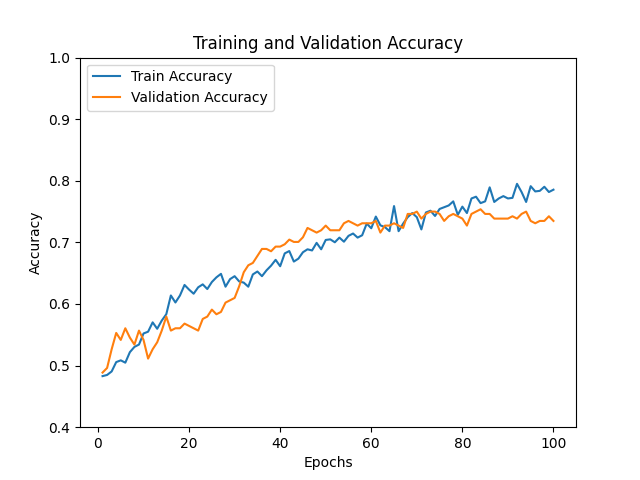 Training and Validation Accuracy
Train Accuracy
Validation Accuracy
1.0
0.9
0.8
0.7
0.6
0.5
0.4
Accuracy
0 20 40 60 80 100
Epochs